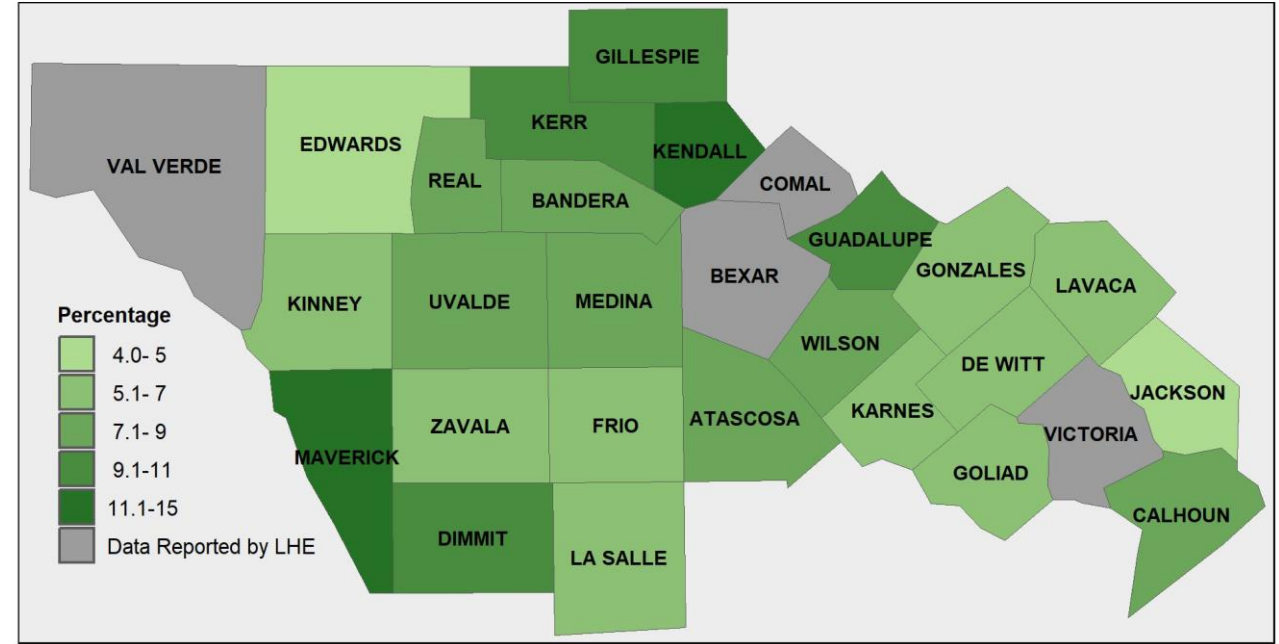 GILLESPIE
KERR
EDWARDS
KENDALL
VAL VERDE
REAL
COMAL
BANDERA
GUADALUPE
GONZALES
BEXAR
LAVACA
KINNEY
UVALDE
MEDINA
WILSON
DE WITT
JACKSON
KARNES
ATASCOSA
ZAVALA
FRIO
VICTORIA
MAVERICK
GOLIAD
CALHOUN
DIMMIT
LA SALLE
Percentage
4.0- 5
5.1- 7
7.1- 9
9.1-11
11.1-15
Data Reported by LHE